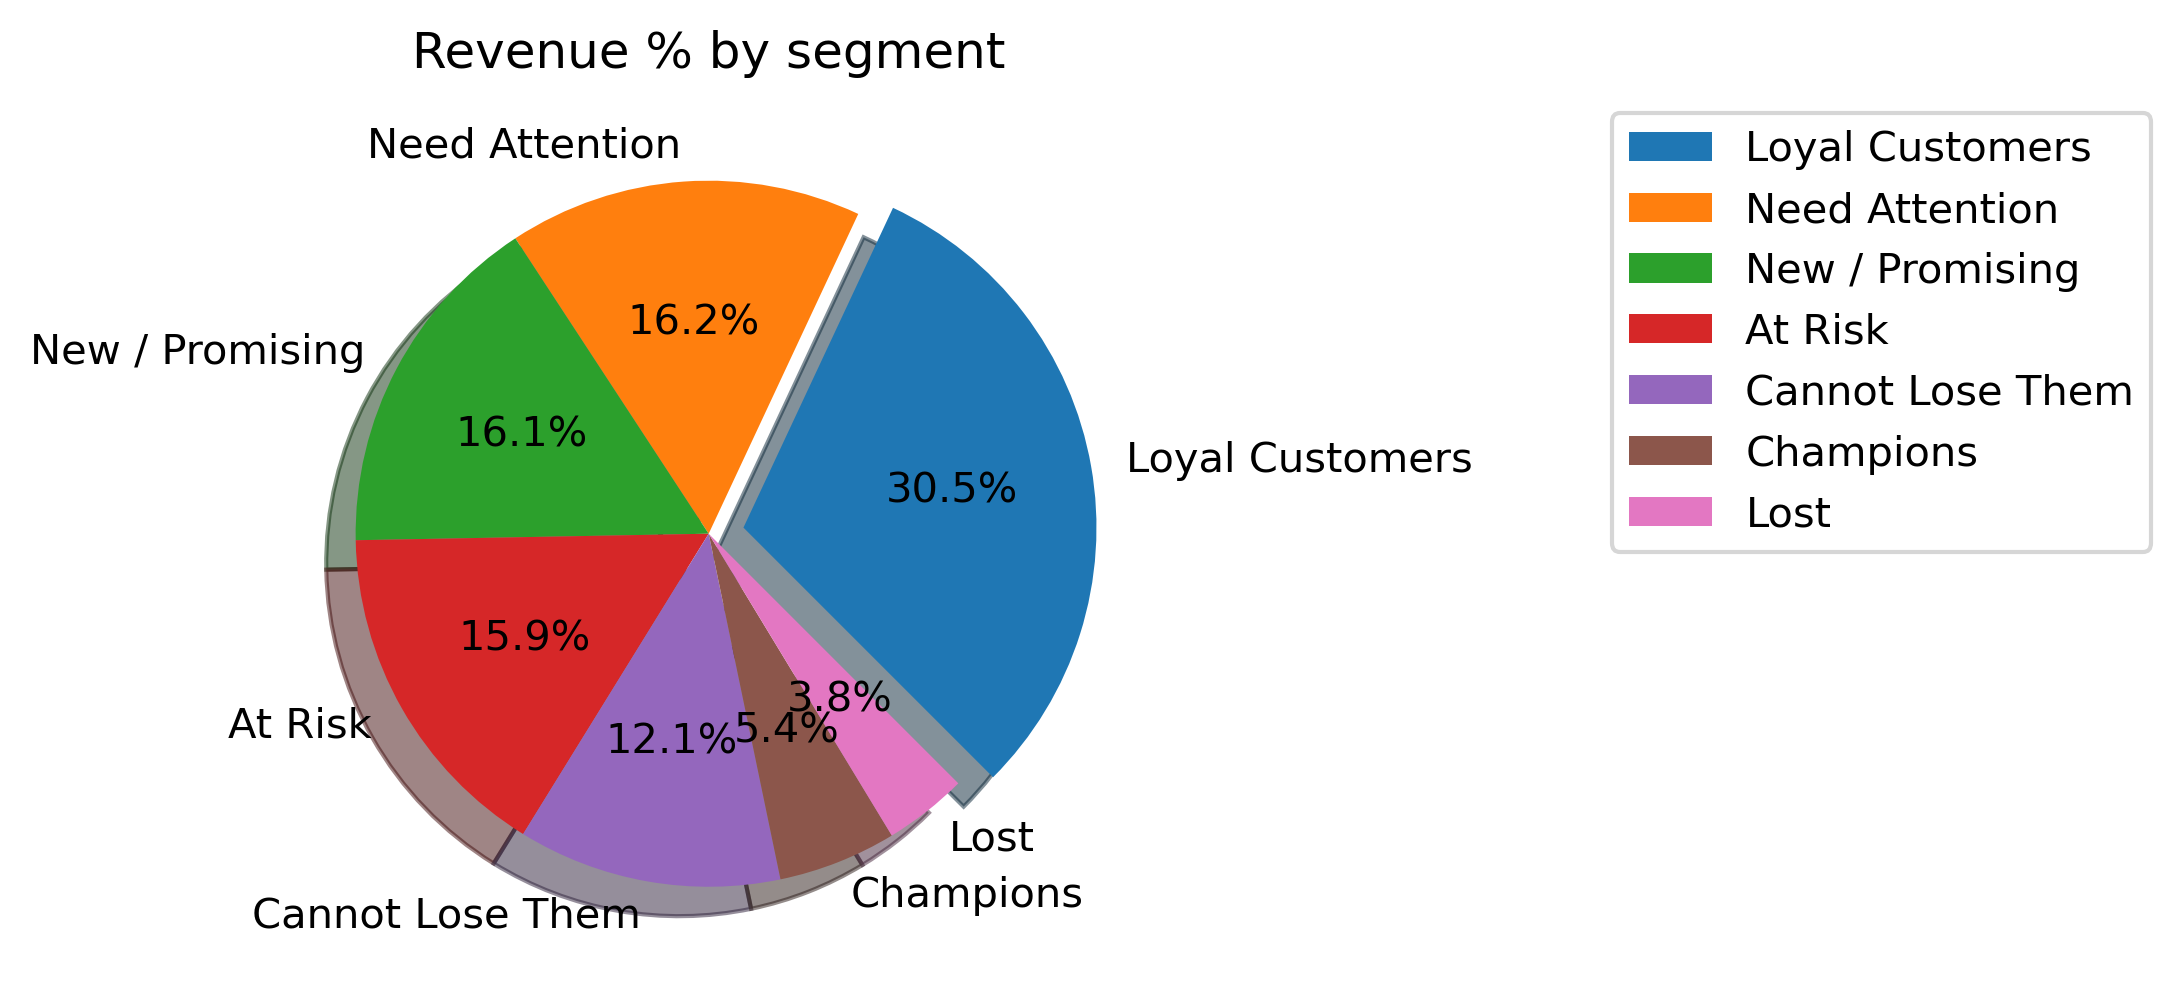 Revenue % by segment
Need Attention
New / Promising
Loyal Customers
At Risk
Cannot Lose Them
Champions
Lost
16.2%
16.1%
30.5%
15.9%
12.1%
5.4%
3.8%
Loyal Customers
Need Attention
New / Promising
At Risk
Cannot Lose Them
Champions
Lost